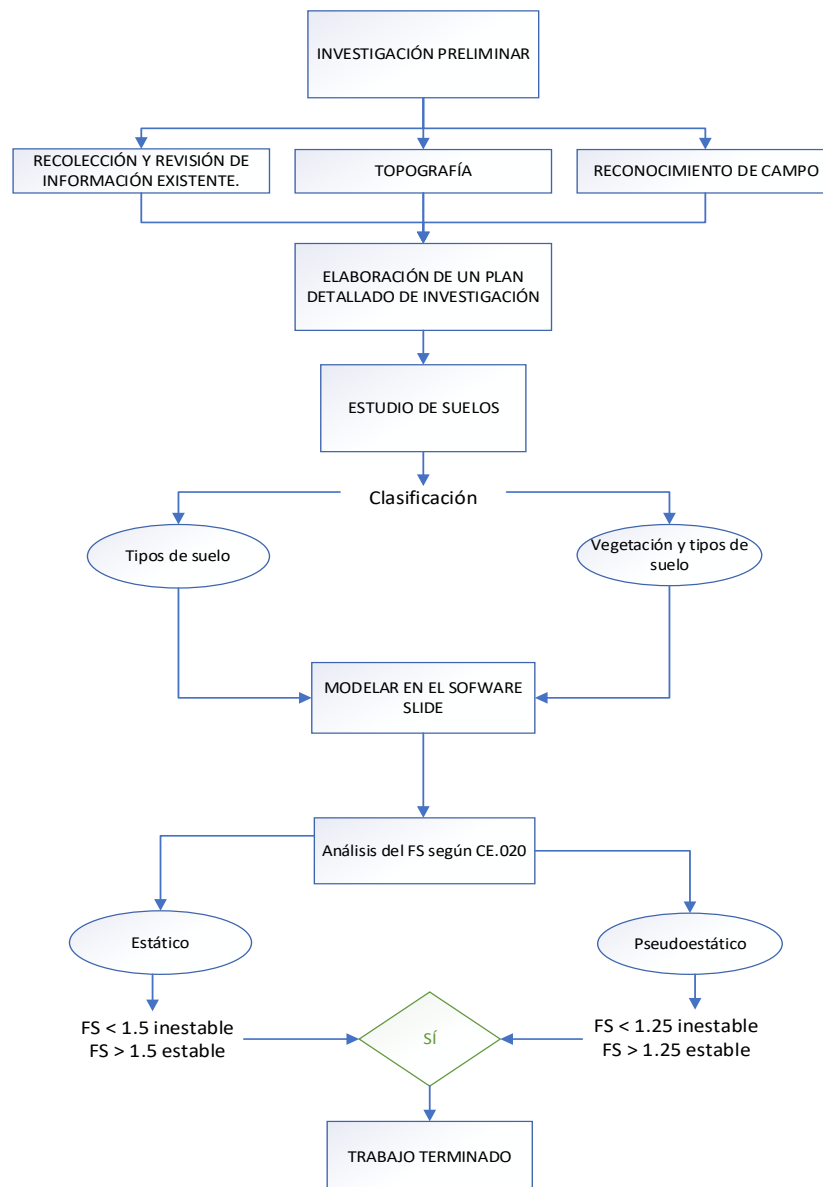 INVESTIGACIÓN PRELIMINAR
RECOLECCIÓN Y REVISIÓN DE
INFORMACIÓN EXISTENTE.
TOPOGRAFÍA
RECONOCIMIENTO DE CAMPO
ELABORACIÓN DE UN PLAN
DETALLADO DE INVESTIGACIÓN
ESTUDIO DE SUELOS
Clasificación
Tipos de suelo
Vegetación y tipos de
suelo
MODELAR EN EL SOFWARE
SLIDE
Análisis del FS según CE.020
Estático
Pseudoestático
FS < 1.5 inestable
FS > 1.5 estable
SÍ
FS < 1.25 inestable
FS > 1.25 estable
TRABAJO TERMINADO